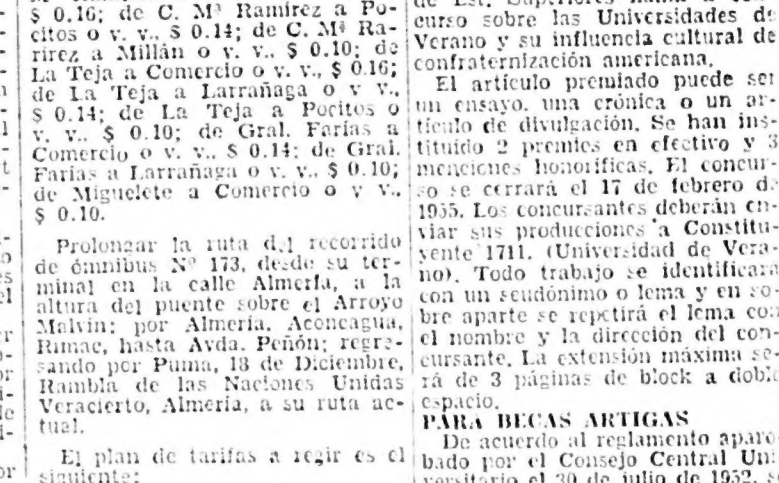 $ 0.16; de C. Mª Ramírez a Po-
citos o v. v., $ 0.14; de C. Mª Ra-
rirez a Millán o v. v., $ 0.10; de
La Teja a Comercio o v. v., $ 0.16;
de La Teja a Larrañaga o v v.,
$ 0.14; de La Teja a Pocitos o
v. v., $ 0.10; de Gral. Farías a
Comercio o v. v., $ 0.14; de Gral.
Farías a Larrañaga o v. v., $ 0.10;
de Miguelete a Comercio o v v.,
$ 0.10.
Prolongar la ruta del recorrido
de ómnibus Nº 173, desde su ter-
minal en la calle Almería, a la
altura del puente sobre el Arroyo
Malvín; por Almería, Aconcagua,
Rimac, hasta Avda. Peñón; regre-
sando por Puma, 18 de Diciembre,
Rambla de las Naciones Unidas
Veracierto, Almería, a su ruta ac-
tual.
El plan de tarifas a regir es el
siguiente:
curso sobre las Universidades de
Verano y su influencia cultural de
confraternización americana.
El artículo premiado puede ser
un ensayo, una crónica o un ar-
tículo de divulgación. Se han ins-
tituído 2 premios en efectivo y 3
menciones honoríficas. El concur-
so se cerrará el 17 de febrero de
1955. Los concursantes deberán en-
viar sus producciones a Constitu-
yente 1711. (Universidad de Vera-
no). Todo trabajo se identificará
con un seudónimo o lema y en so-
bre aparte se repetirá el lema con
el nombre y la dirección del con-
cursante. La extensión máxima se-
rá de 3 páginas de block a doble
espacio.
PARA BECAS ARTIGAS
De acuerdo al reglamento aparo-
bado por el Consejo Central Uni-
versitario el 30 de julio de 1952, se